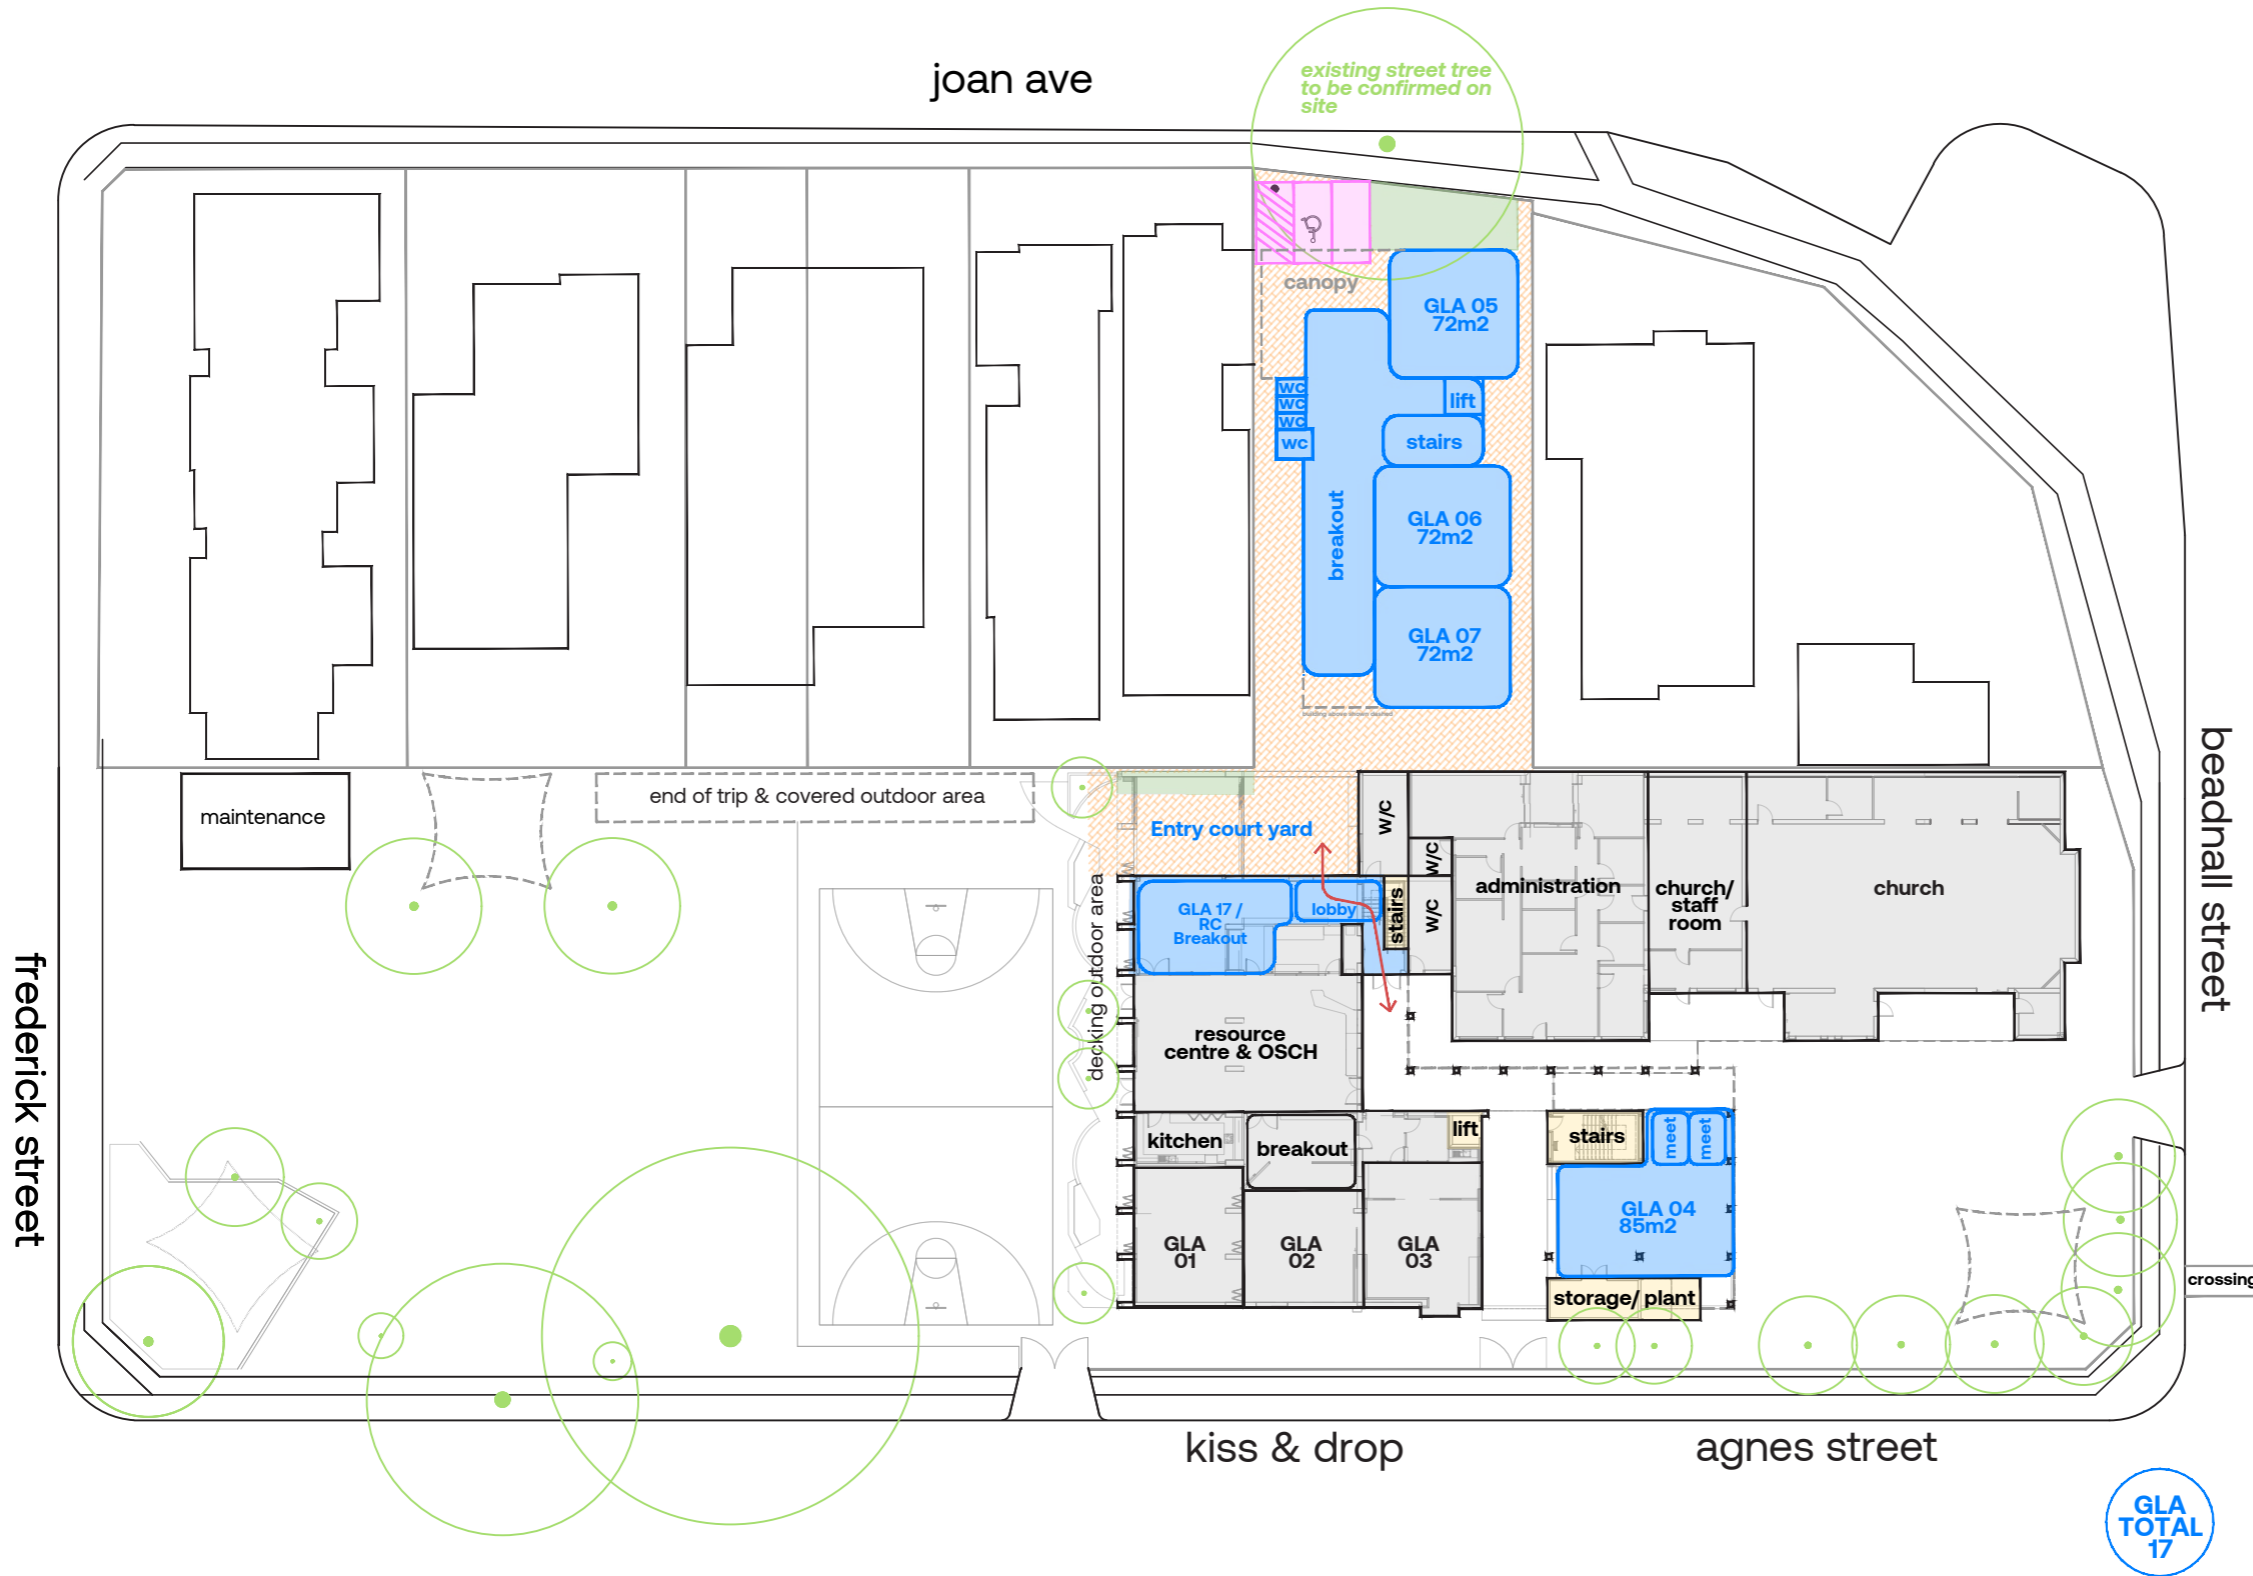 joan ave
existing street tree
to be confirmed on
site
canopy
GLA 05
72m2
wc
wc
wc
wc
lift
stairs
breakout
GLA 06
72m2
GLA 07
72m2
maintenance
end of trip & covered outdoor area
Entry court yard
decking outdoor area
GLA 17 /
RC
Breakout
lobby
stairs
W/C
W/C
W/C
administration
church/
staff
room
church
resource
centre & OSCH
kitchen
breakout
lift
stairs
meet
meet
GLA
01
GLA
02
GLA
03
GLA 04
85m2
storage/ plant
frederick street
beadnall street
crossing
kiss & drop
agnes street
GLA
TOTAL
17